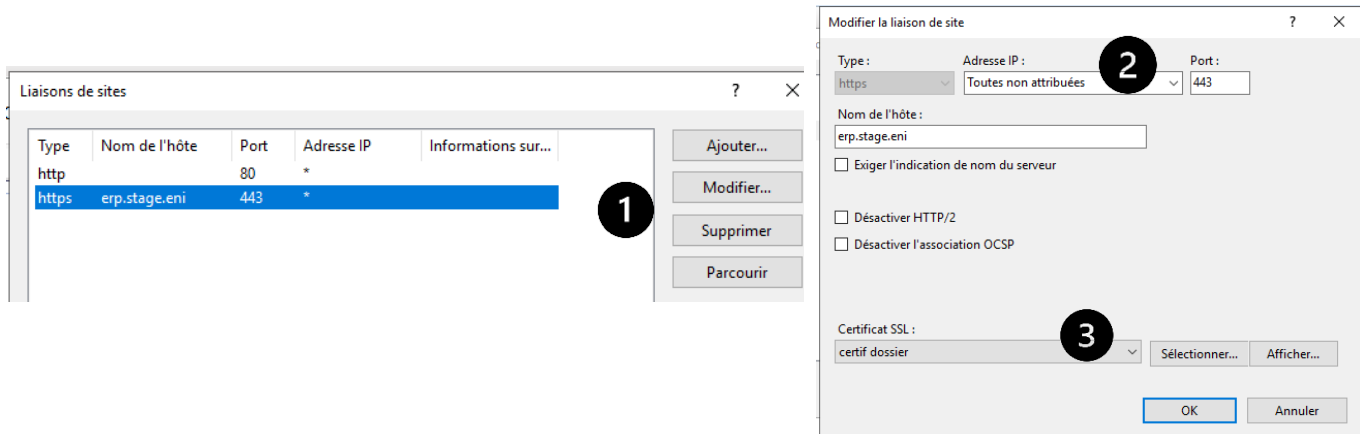 Liaisons de sites ? ×
Type Nom de l'hôte Port Adresse IP Informations sur...
http 80 *
https erp.stage.eni 443 *
Ajouter...
Modifier...
Supprimer
Parcourir
1
Modifier la liaison de site ? ×
Type : Adresse IP : Port :
https Toutes non attribuées 443
2
Nom de l'hôte :
erp.stage.eni
Exiger l'indication de nom du serveur
Désactiver HTTP/2
Désactiver l'association OCSP
Certificat SSL :
3
certif dossier Sélectionner... Afficher...
OK Annuler